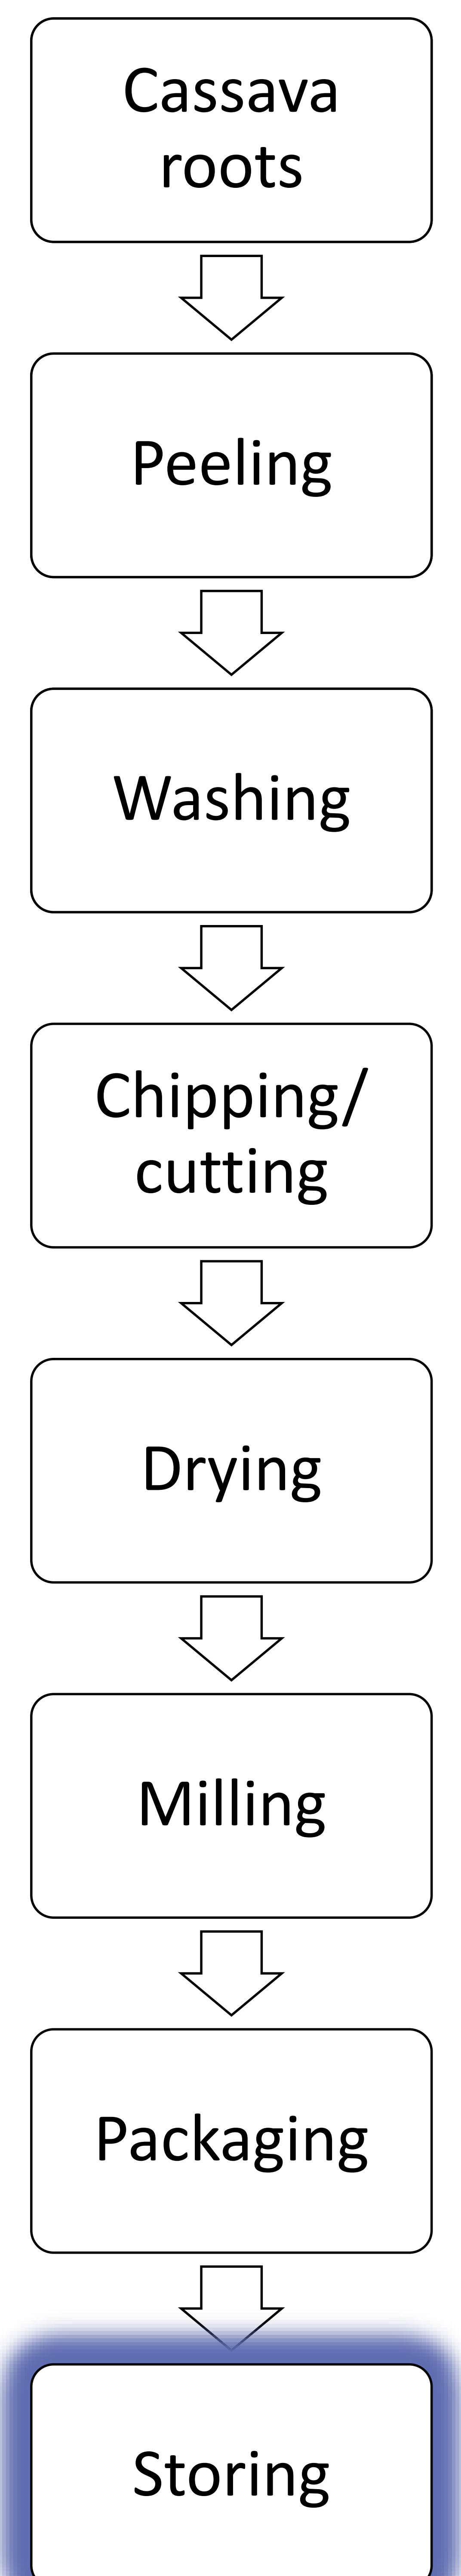 Cassava
roots
Peeling
Washing
Chipping/
cutting
Drying
Milling
Packaging
Storing